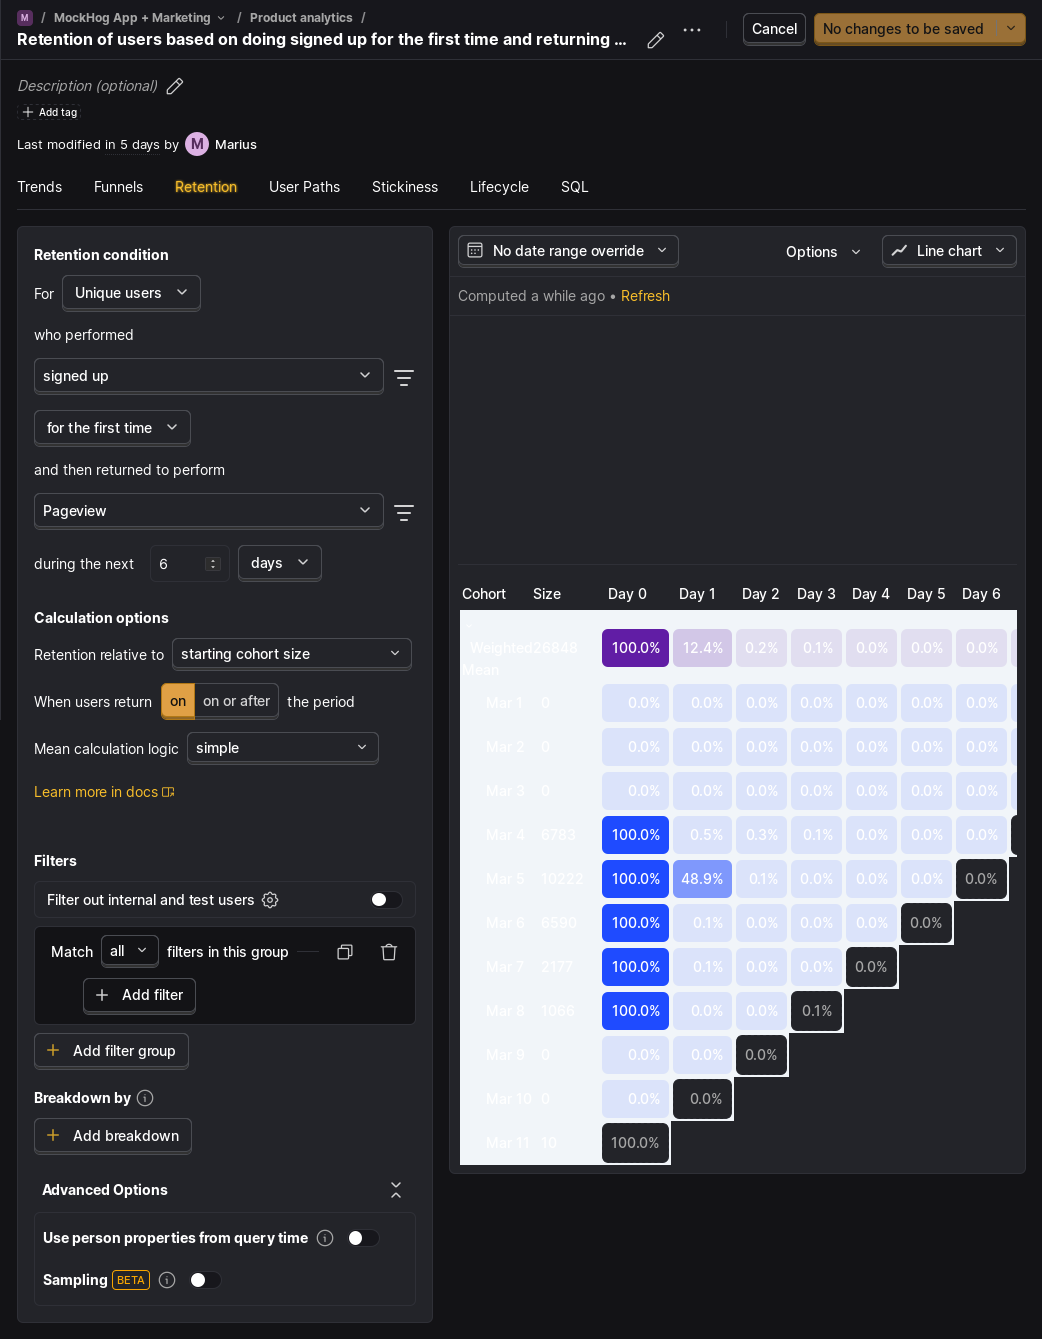 M / MockHog App + Marketing / Product analytics /
Retention of users based on doing signed up for the first time and returning ...
Cancel
No changes to be saved
Description (optional)
Add tag
Last modified in 5 days by M Marius
Trends Funnels Retention User Paths Stickiness Lifecycle SQL
Retention condition
For Unique users
who performed
signed up
for the first time
and then returned to perform
Pageview
during the next 6 days
Calculation options
Retention relative to starting cohort size
When users return on on or after the period
Mean calculation logic simple
Learn more in docs
Filters
Filter out internal and test users
Match all filters in this group
Add filter
Add filter group
Breakdown by
Add breakdown
Advanced Options
Use person properties from query time
Sampling BETA
No date range override
Options
Line chart
Computed a while ago • Refresh
Cohort Size Day 0 Day 1 Day 2 Day 3 Day 4 Day 5 Day 6
Weighted Mean 26848 100.0% 12.4% 0.2% 0.1% 0.0% 0.0% 0.0%
Mar 1 0 0.0% 0.0% 0.0% 0.0% 0.0% 0.0% 0.0%
Mar 2 0 0.0% 0.0% 0.0% 0.0% 0.0% 0.0% 0.0%
Mar 3 0 0.0% 0.0% 0.0% 0.0% 0.0% 0.0% 0.0%
Mar 4 6783 100.0% 0.5% 0.3% 0.1% 0.0% 0.0% 0.0%
Mar 5 10222 100.0% 48.9% 0.1% 0.0% 0.0% 0.0% 0.0%
Mar 6 6590 100.0% 0.1% 0.0% 0.0% 0.0% 0.0%
Mar 7 2177 100.0% 0.1% 0.0% 0.0% 0.0%
Mar 8 1066 100.0% 0.0% 0.0% 0.1%
Mar 9 0 0.0% 0.0% 0.0%
Mar 10 0 0.0% 0.0%
Mar 11 10 100.0%